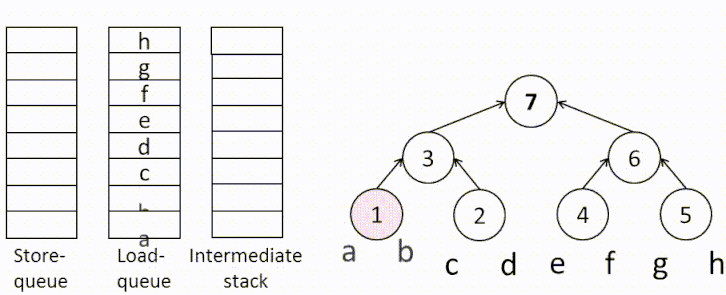 h
g
f
e
d
c
a
Store-
queue
Load-
queue
Intermediate
stack
7
3
6
1
2
4
5
a
b
c
d
e
f
g
h